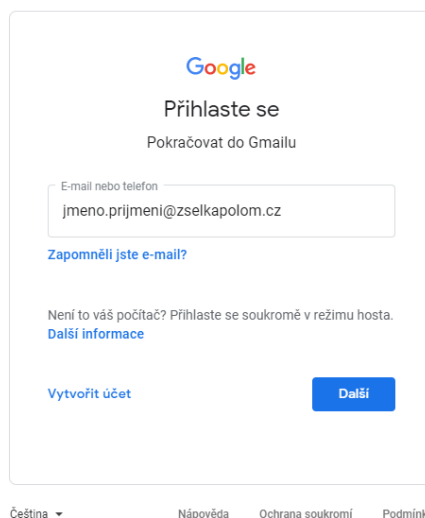 Google
Přihlaste se
Pokračovat do Gmailu
E-mail nebo telefon
jmeno.prijmeni@zselkapolom.cz
Zapomněli jste e-mail?
Není to váš počítač? Přihlaste se soukromě v režimu hosta.
Další informace
Vytvořit účet
Další
Čeština
Nápověda Ochrana soukromí Podmínk